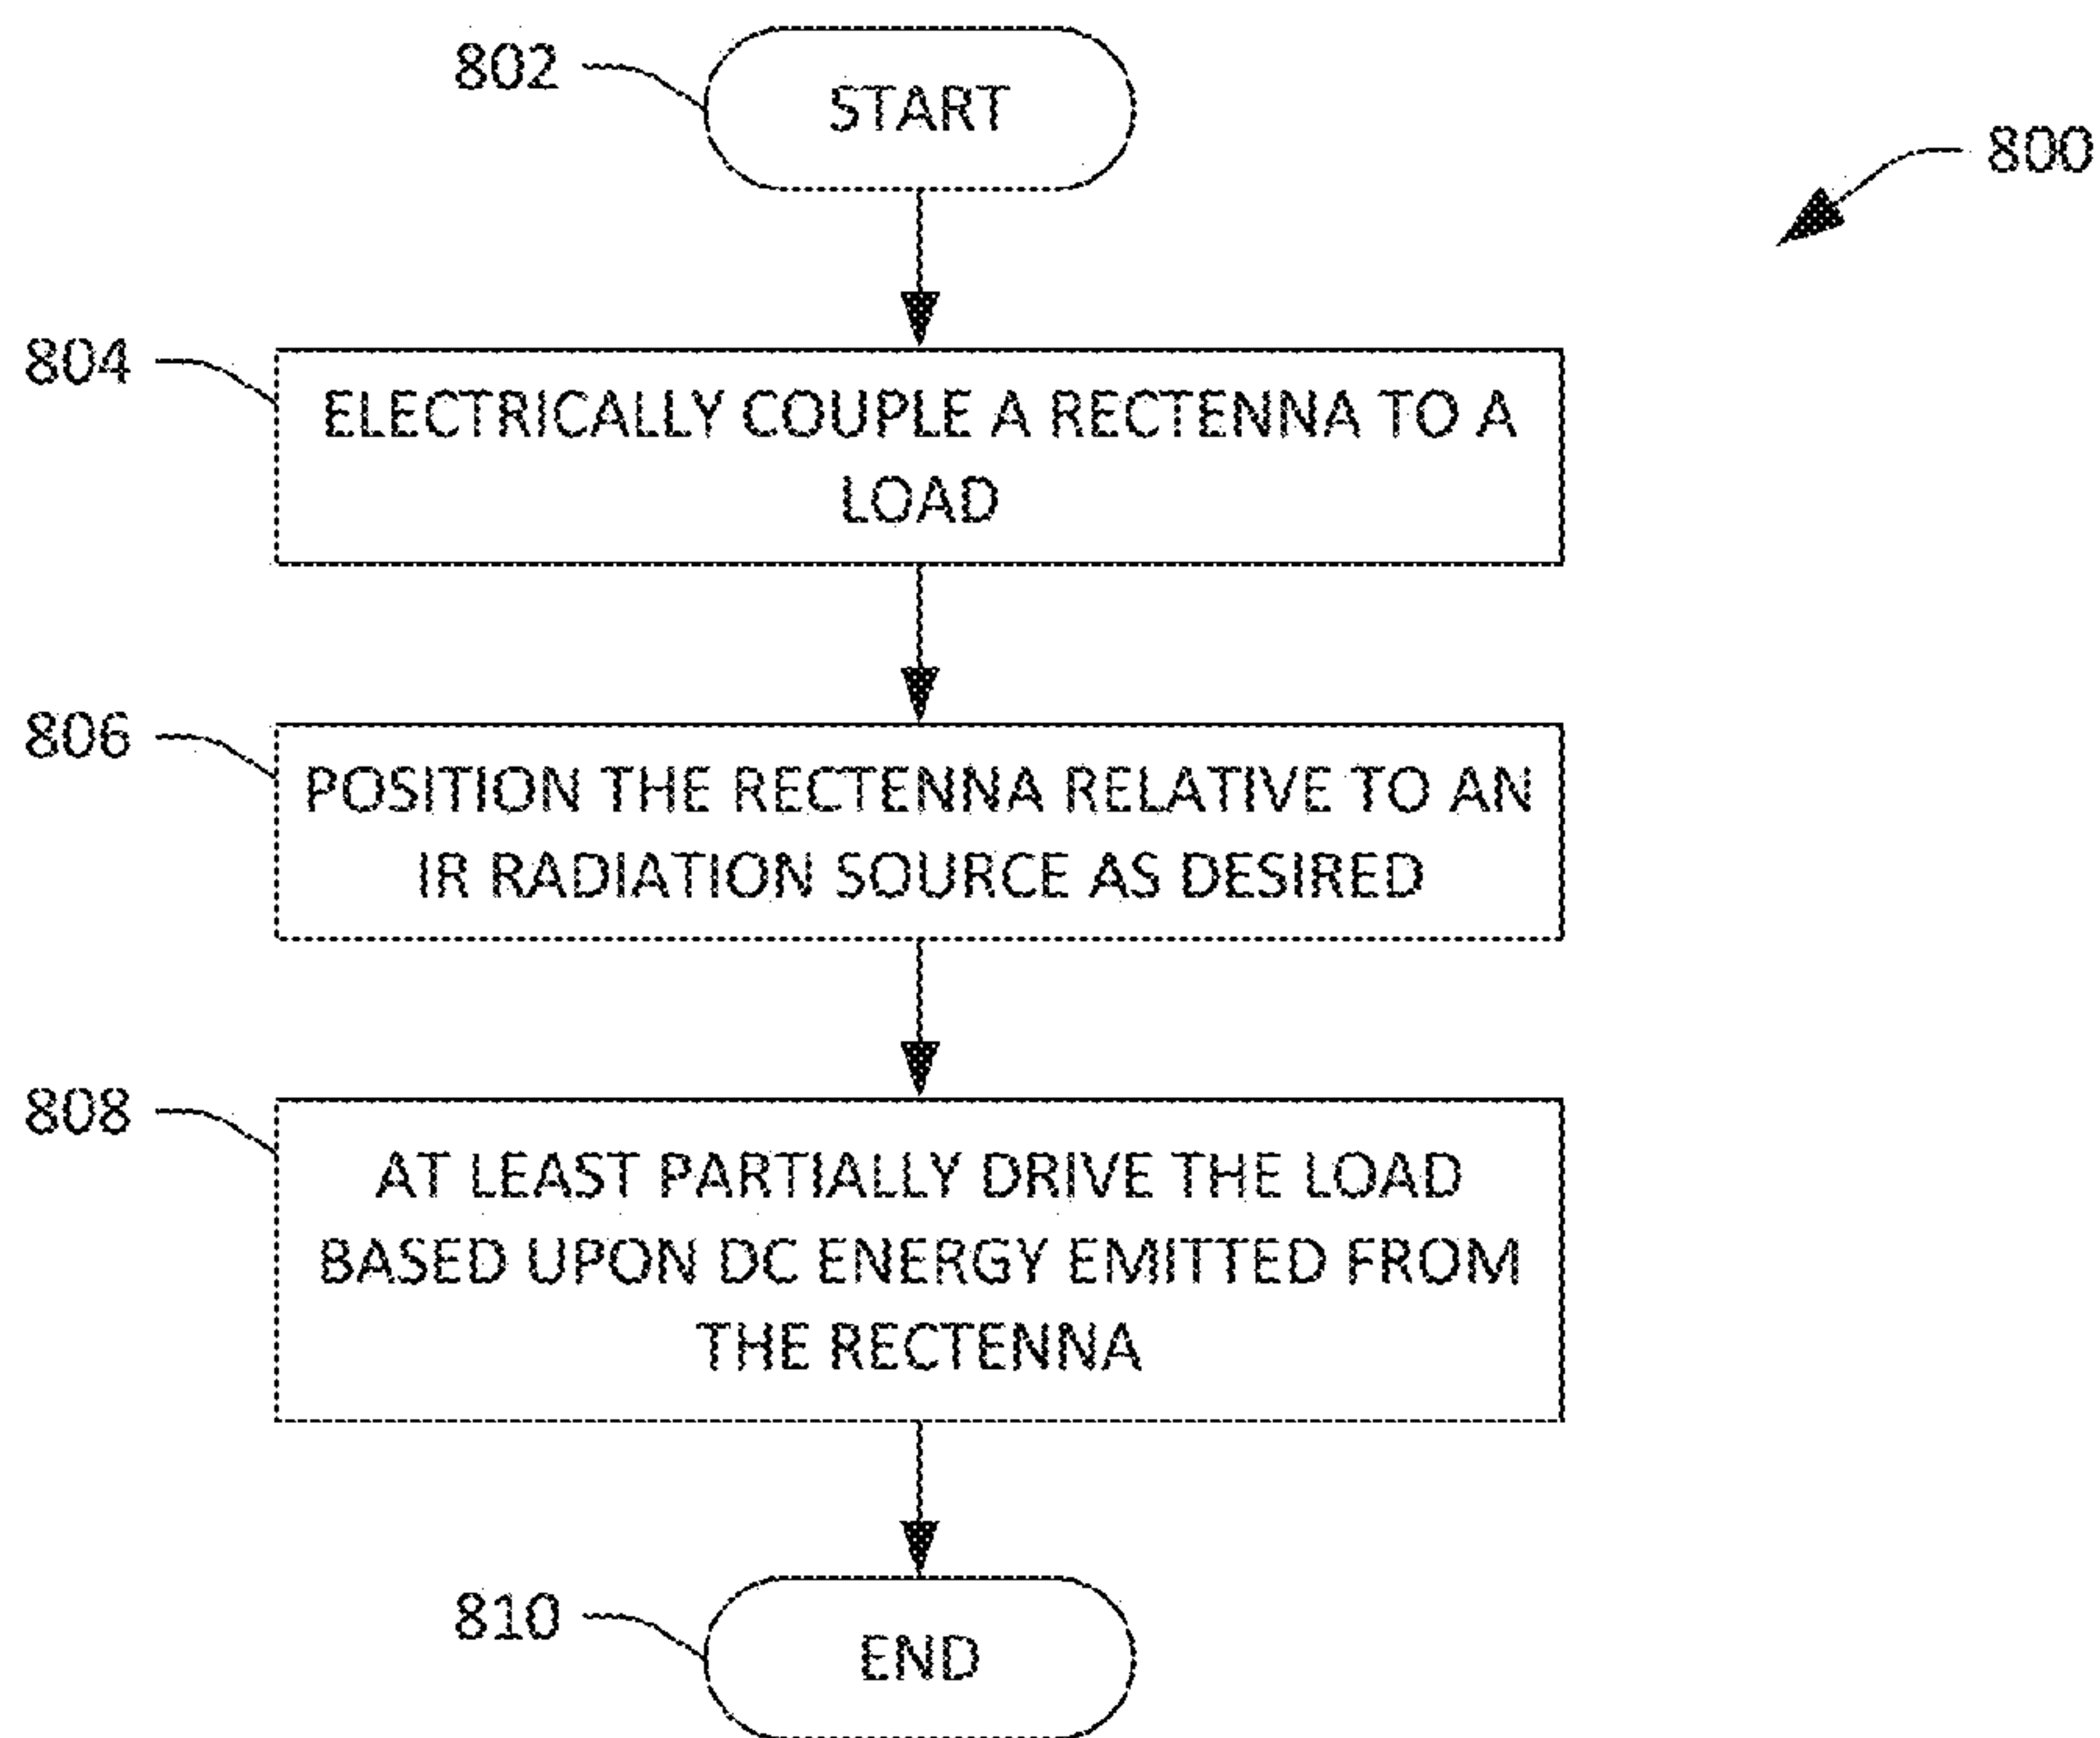 802
START
800
804
ELECTRICALLY COUPLE A RECTENNA TO A
LOAD
806
POSITION THE RECTENNA RELATIVE TO AN
IR RADIATION SOURCE AS DESIRED
808
AT LEAST PARTIALLY DRIVE THE LOAD
BASED UPON DC ENERGY EMITTED FROM
THE RECTENNA
810
END